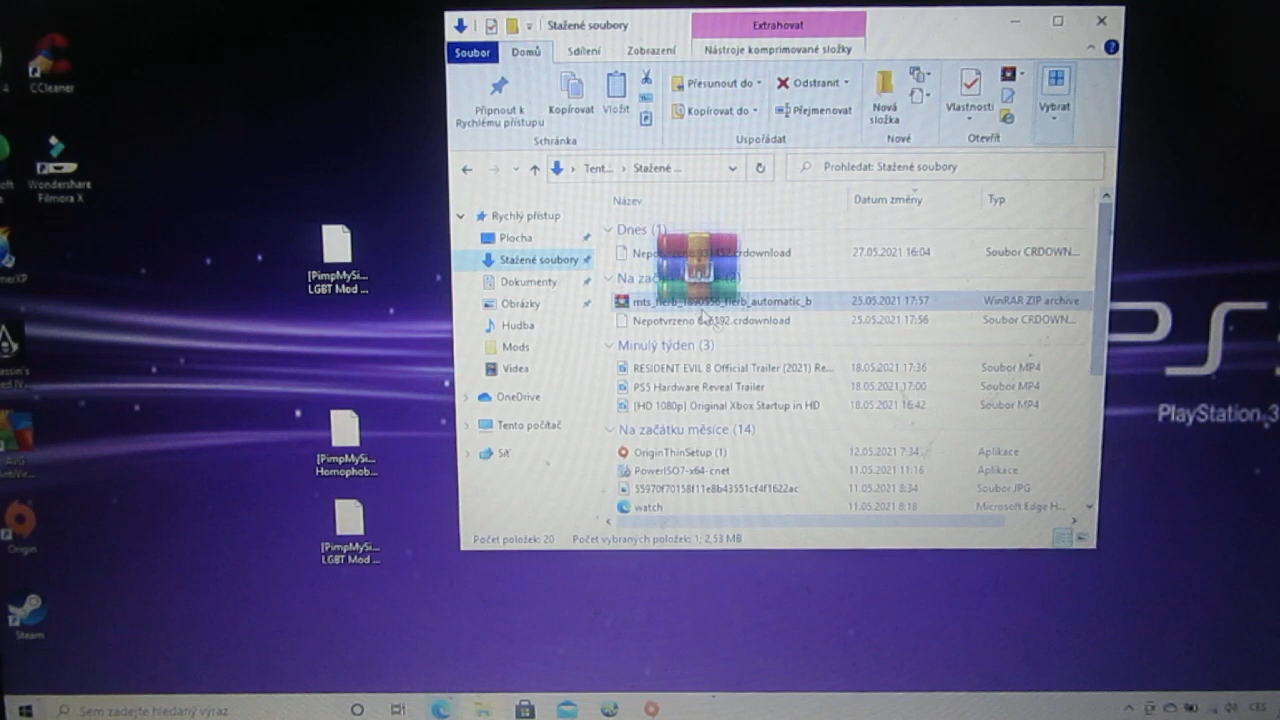 Stažené soubory
Extrahovat
Soubor
Domů
Sdílení
Zobrazení
Nástroje komprimované složky
Připnout k
Rychlému přístupu
Kopírovat
Vložit
Přesunout do
Kopírovat do
Odstranit
Přejmenovat
Nová
složka
Vlastnosti
Vybrat
Schránka
Uspořádat
Nové
Otevřít
Tent... › Stažené ...
Prohledat: Stažené soubory
Název
Datum změny
Typ
Rychlý přístup
Plocha
Stažené soubory
Dokumenty
Obrázky
Hudba
Mods
Videa
OneDrive
Tento počítač
Síť
Dnes (1)
.crdownload 27.05.2021 16:04 Soubor CRDOWN...
Na začá
automatic_b 25.05.2021 17:57 WinRAR ZIP archive
Nepotvrzeno 25.05.2021 17:56 Soubor CRDOWN...
Minulý týden (3)
RESIDENT EVIL 8 Official Trailer (2021) Re... 18.05.2021 17:36 Soubor MP4
PS5 Hardware Reveal Trailer 18.05.2021 17:00 Soubor MP4
[HD 1080p] Original Xbox Startup in HD 18.05.2021 16:42 Soubor MP4
Na začátku měsíce (14)
OriginThinSetup (1) 12.05.2021 7:34 Aplikace
PowerISO7-x64-cnet 11.05.2021 11:16 Aplikace
55970f70158f11e8b43551cf4f1622ac 11.05.2021 8:34 Soubor JPG
watch 11.05.2021 8:18 Microsoft Edge H...
Počet položek: 20 Počet vybraných položek: 1; 2,53 MB
CCleaner
Wondershare
Filmora X
[PimpMySi...
LGBT Mod ...
[PimpMySi...
Homophob...
[PimpMySi...
LGBT Mod ...
Origin
Steam
PS
PlayStation.3
Sem zadejte hledaný výraz
CES